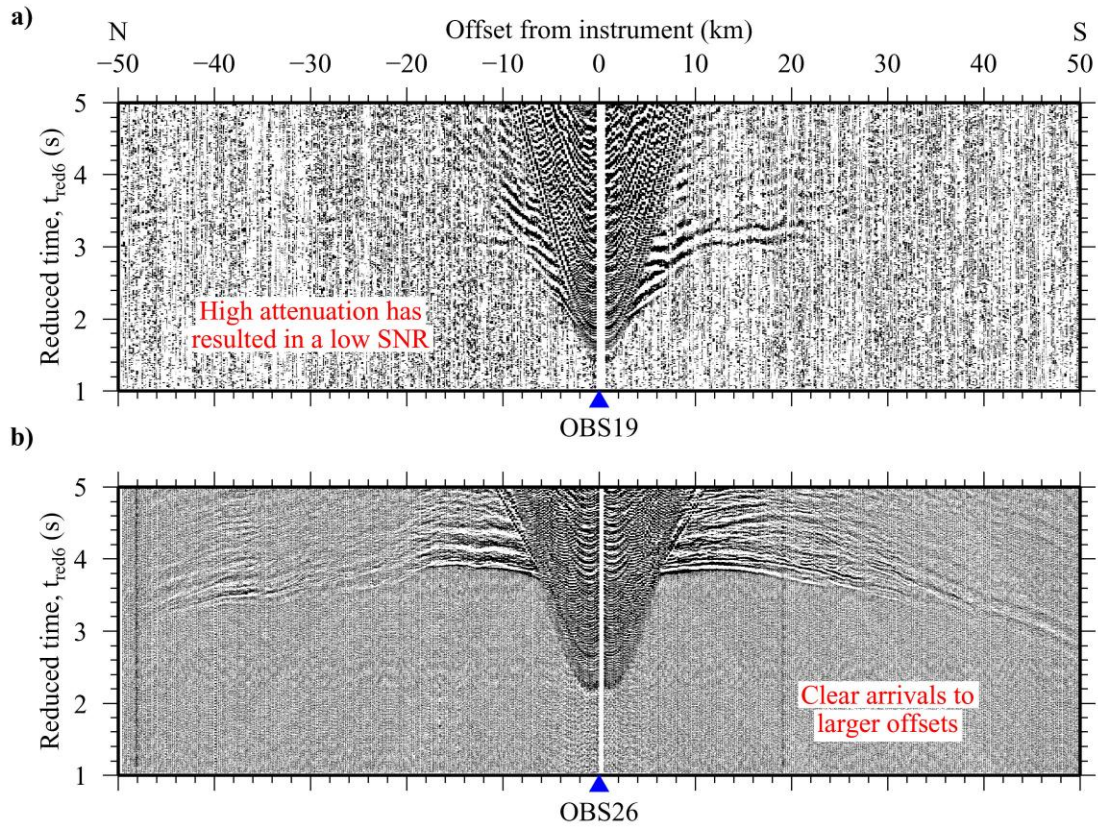 a)
N Offset from instrument (km) S
−50 −40 −30 −20 −10 0 10 20 30 40 50
Reduced time, t_red6 (s)
5
4
3
2
1
High attenuation has
resulted in a low SNR
OBS19
b)
Reduced time, t_red6 (s)
5
4
3
2
1
Clear arrivals to
larger offsets
OBS26